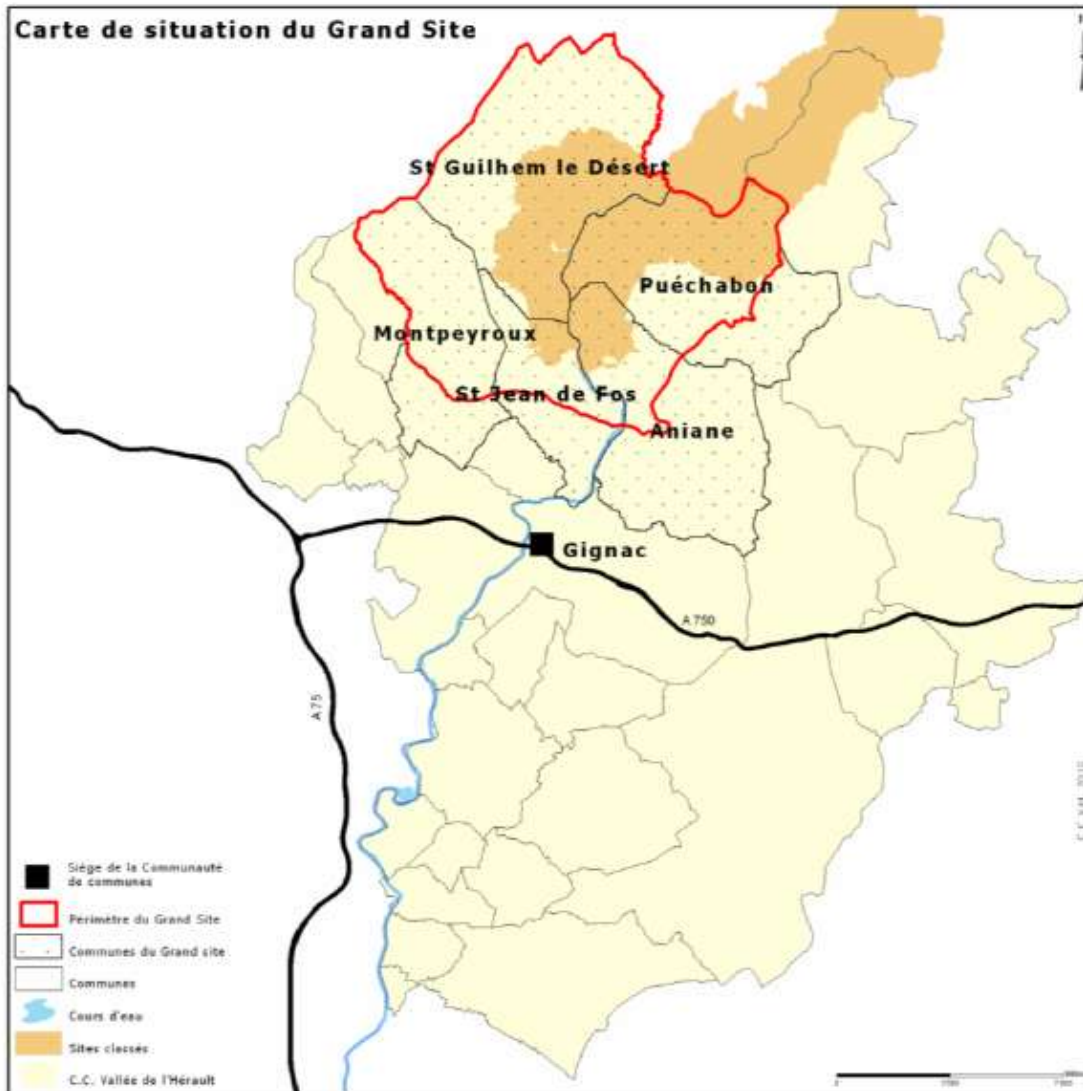 Carte de situation du Grand Site
St Guilhem le Désert
Puéchabon
Montpeyroux
St Jean de Fos
Aniane
Gignac
A 750
A 75
Siége de la Communauté
de communes
Périmètre du Grand Site
Communes du Grand site
Communes
Cours d'eau
Sites classés
C.C. Vallée de l'Hérault
0